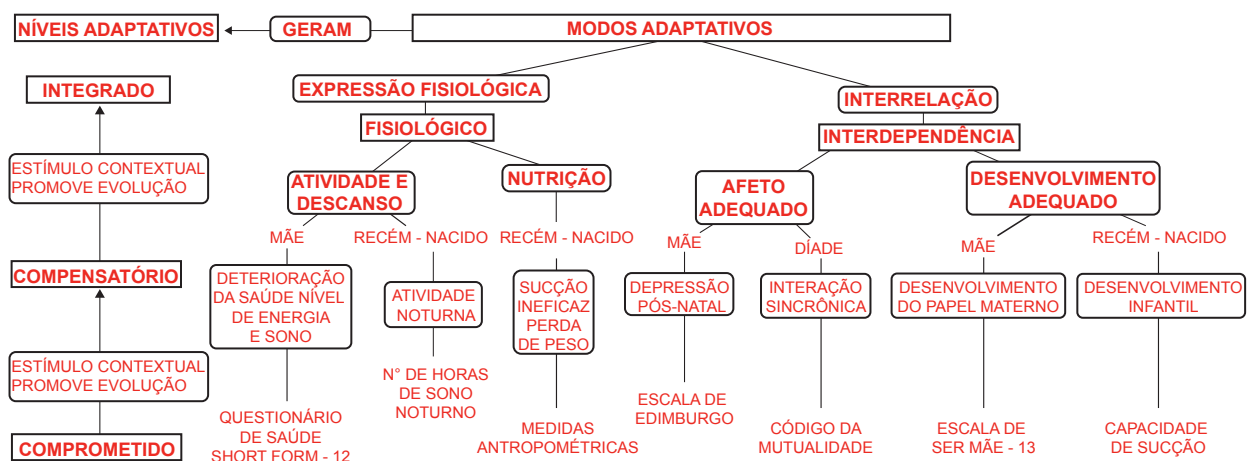 NÍVEIS ADAPTATIVOS
GERAM
MODOS ADAPTATIVOS
INTEGRADO
ESTÍMULO CONTEXTUAL
PROMOVE EVOLUÇÃO
COMPENSATÓRIO
ESTÍMULO CONTEXTUAL
PROMOVE EVOLUÇÃO
COMPROMETIDO
EXPRESSÃO FISIOLÓGICA
FISIOLÓGICO
ATIVIDADE E
DESCANSO
MÃE
DETERIORAÇÃO
DA SAÚDE NÍVEL
DE ENERGIA
E SONO
QUESTIONÁRIO
DE SAÚDE
SHORT FORM - 12
RECÉM - NACIDO
ATIVIDADE
NOTURNA
N° DE HORAS
DE SONO
NOTURNO
NUTRIÇÃO
RECÉM - NACIDO
SUCÇÃO
INEFICAZ
PERDA
DE PESO
MEDIDAS
ANTROPOMÉTRICAS
INTERRELAÇÃO
INTERDEPENDÊNCIA
AFETO
ADEQUADO
MÃE
DEPRESSÃO
PÓS-NATAL
ESCALA DE
EDIMBURGO
DÍADE
INTERAÇÃO
SINCRÔNICA
CÓDIGO DA
MUTUALIDADE
DESENVOLVIMENTO
ADEQUADO
MÃE
DESENVOLVIMENTO
DO PAPEL MATERNO
ESCALA DE
SER MÃE - 13
RECÉM - NACIDO
DESENVOLVIMENTO
INFANTIL
CAPACIDADE
DE SUCÇÃO